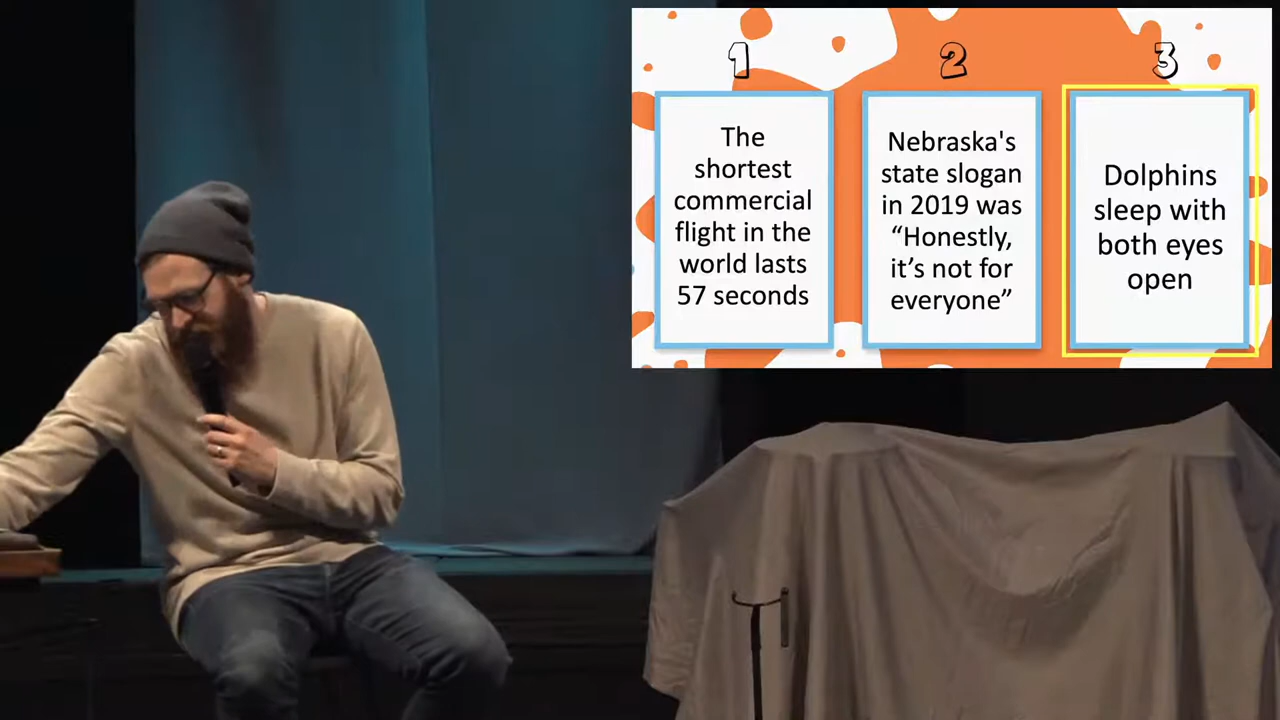 1
The
shortest
commercial
flight in the
world lasts
57 seconds
2
Nebraska's
state slogan
in 2019 was
“Honestly,
it’s not for
everyone”
3
Dolphins
sleep with
both eyes
open